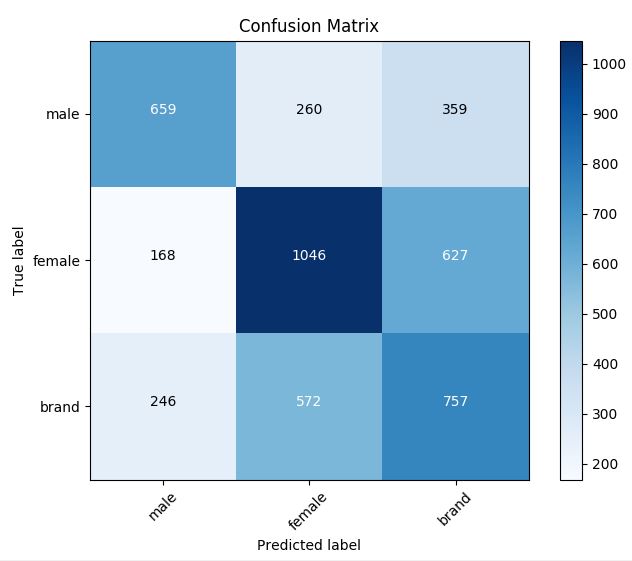 Confusion Matrix
male 659 260 359
female 168 1046 627
brand 246 572 757
male female brand
Predicted label
True label
1000
900
800
700
600
500
400
300
200